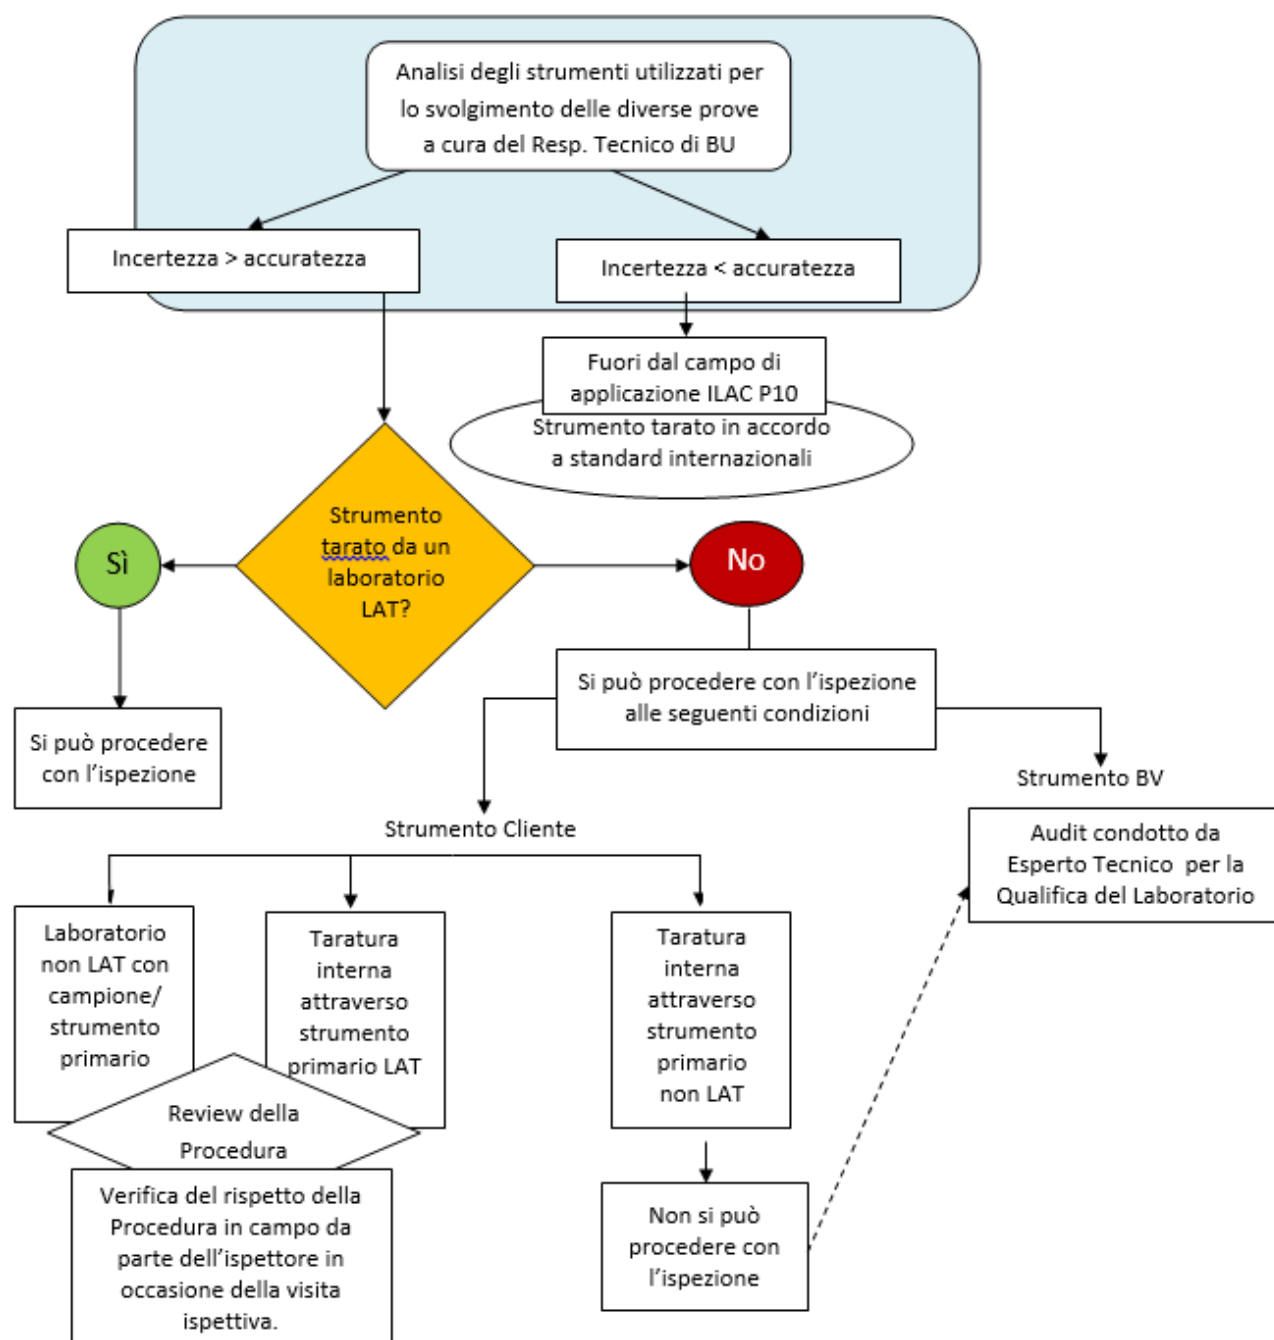 Analisi degli strumenti utilizzati per
lo svolgimento delle diverse prove
a cura del Resp. Tecnico di BU
Incertezza > accuratezza
Incertezza < accuratezza
Fuori dal campo di
applicazione ILAC P10
Strumento tarato in accordo
a standard internazionali
Strumento
tarato da un
laboratorio
LAT?
Sì
No
Si può procedere
con l’ispezione
Si può procedere con l’ispezione
alle seguenti condizioni
Strumento BV
Audit condotto da
Esperto Tecnico per la
Qualifica del Laboratorio
Strumento Cliente
Laboratorio
non LAT con
campione/
strumento
primario
Taratura
interna
attraverso
strumento
primario LAT
Taratura
interna
attraverso
strumento
primario
non LAT
Review della
Procedura
Verifica del rispetto della
Procedura in campo da
parte dell’ispettore in
occasione della visita
ispettiva.
Non si può
procedere con
l’ispezione